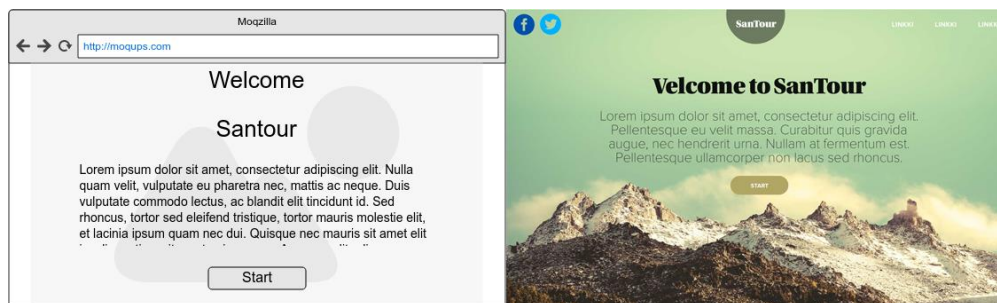 Moqzilla
http://moqups.com
Welcome
Santour
Lorem ipsum dolor sit amet, consectetur adipiscing elit. Nulla
quam velit, vulputate eu pharetra nec, mattis ac neque. Duis
vulputate commodo lectus, ac blandit elit tincidunt id. Sed
rhoncus, tortor sed eleifend tristique, tortor mauris molestie elit,
et lacinia ipsum quam nec dui. Quisque nec mauris sit amet elit
Start
SanTour
LINKKI LINKKI
Velcome to SanTour
Lorem ipsum dolor sit amet, consectetur adipiscing elit.
Pellentesque eu velit massa. Curabitur quis gravida
augue, nec hendrerit urna. Nullam at fermentum est.
Pellentesque ullamcorper non lacus sed rhoncus.
START